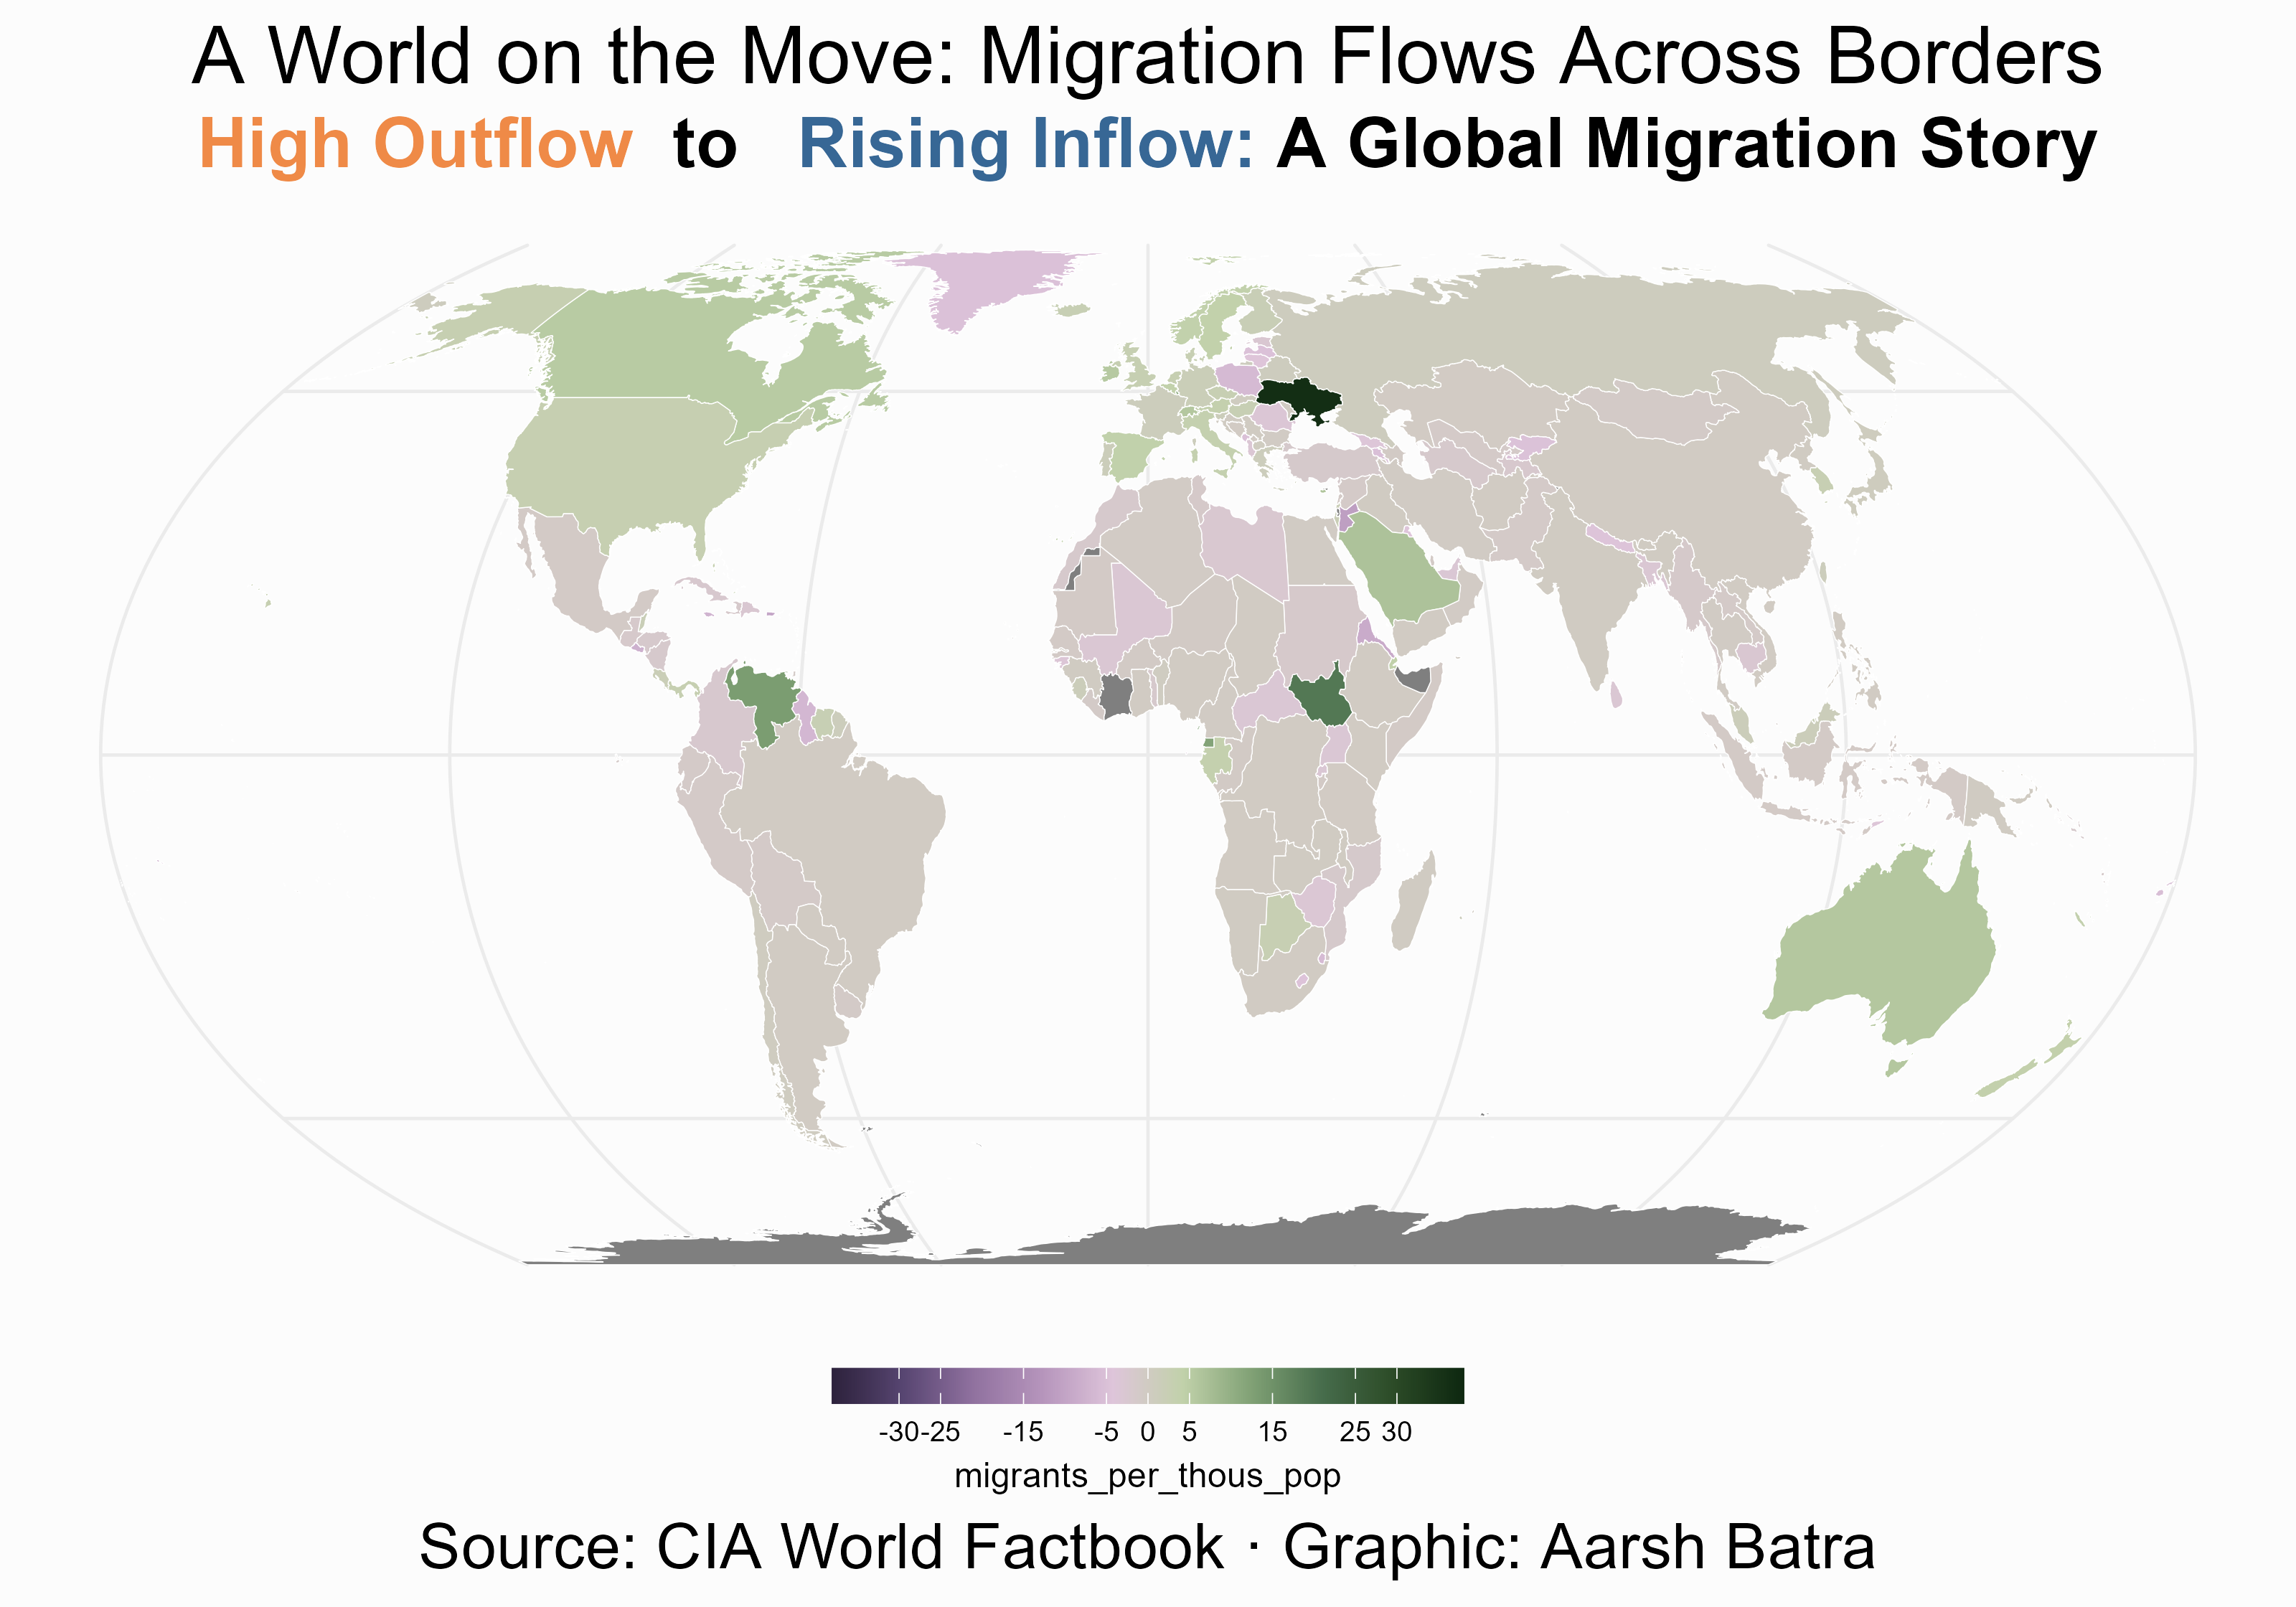 A World on the Move: Migration Flows Across Borders
High Outflow to Rising Inflow: A Global Migration Story
-30 -25 -15 -5 0 5 15 25 30
migrants_per_thous_pop
Source: CIA World Factbook · Graphic: Aarsh Batra